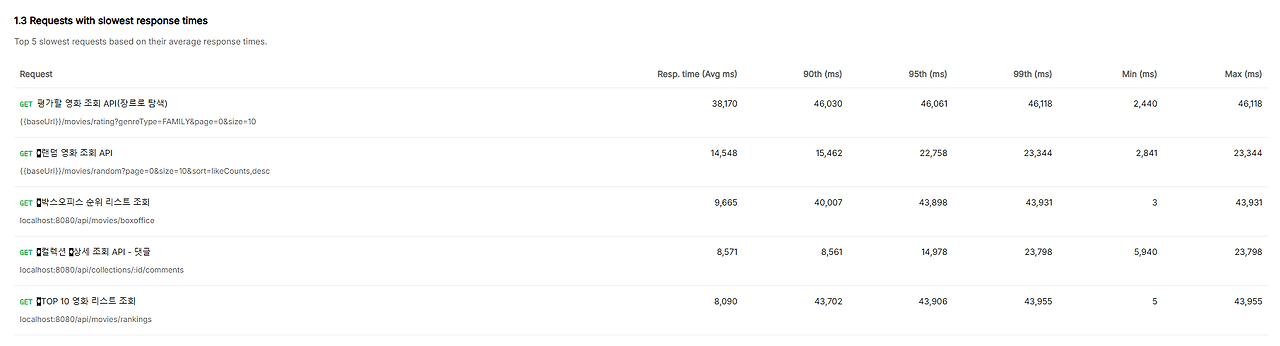 1.3 Requests with slowest response times
Top 5 slowest requests based on their average response times.
Request Resp. time (Avg ms) 90th (ms) 95th (ms) 99th (ms) Min (ms) Max (ms)
GET 평가할 영화 조회 API(장르로 탐색) 38,170 46,030 46,061 46,118 2,440 46,118
{{baseUrl}}/movies/rating?genreType=FAMILY&page=0&size=10
GET 랜덤 영화 조회 API 14,548 15,462 22,758 23,344 2,841 23,344
{{baseUrl}}/movies/random?page=0&size=10&sort=likeCounts,desc
GET 박스오피스 순위 리스트 조회 9,665 40,007 43,898 43,931 3 43,931
localhost:8080/api/movies/boxoffice
GET 컬렉션 상세 조회 API - 댓글 8,571 8,561 14,978 23,798 5,940 23,798
localhost:8080/api/collections/:id/comments
GET TOP 10 영화 리스트 조회 8,090 43,702 43,906 43,955 5 43,955
localhost:8080/api/movies/rankings